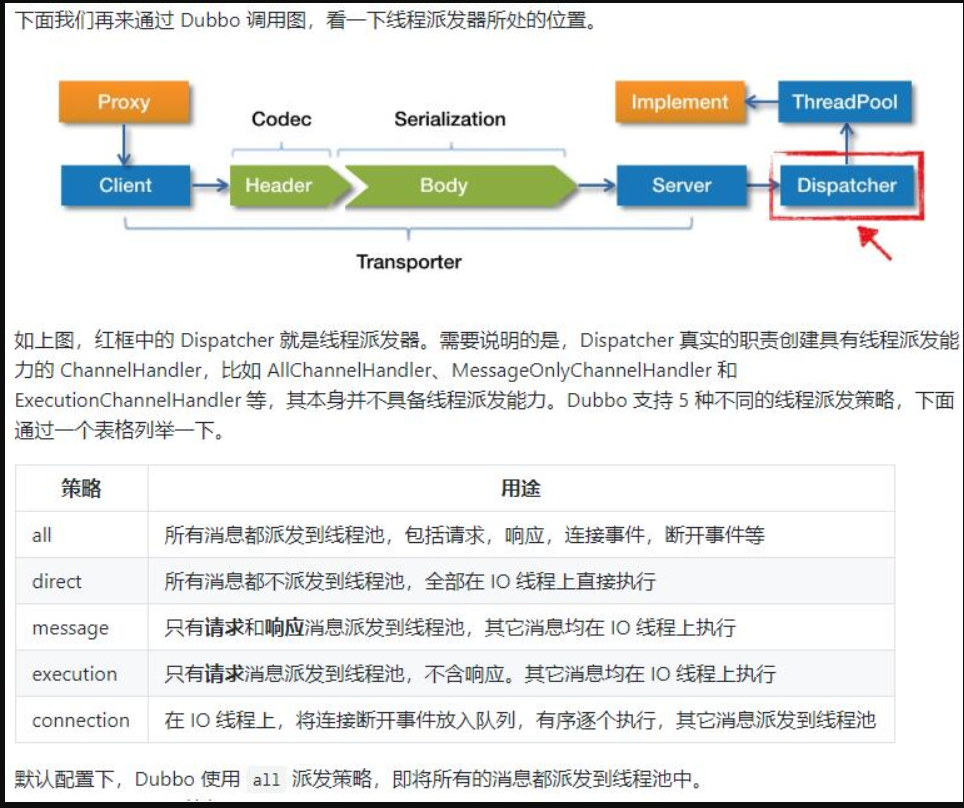 下面我们再来通过 Dubbo 调用图，看一下线程派发器所处的位置。
Proxy
Implement
ThreadPool
Codec
Serialization
Client
Header
Body
Server
Dispatcher
Transporter
如上图，红框中的 Dispatcher 就是线程派发器。需要说明的是，Dispatcher 真实的职责创建具有线程派发能
力的 ChannelHandler，比如 AllChannelHandler、MessageOnlyChannelHandler 和
ExecutionChannelHandler 等，其本身并不具备线程派发能力。Dubbo 支持 5 种不同的线程派发策略，下面
通过一个表格列举一下。
策略 用途
all 所有消息都派发到线程池，包括请求，响应，连接事件，断开事件等
direct 所有消息都不派发到线程池，全部在 IO 线程上直接执行
message 只有请求和响应消息派发到线程池，其它消息均在 IO 线程上执行
execution 只有请求消息派发到线程池，不含响应。其它消息均在 IO 线程上执行
connection 在 IO 线程上，将连接断开事件放入队列，有序逐个执行，其它消息派发到线程池
默认配置下，Dubbo 使用 all 派发策略，即将所有的消息都派发到线程池中。